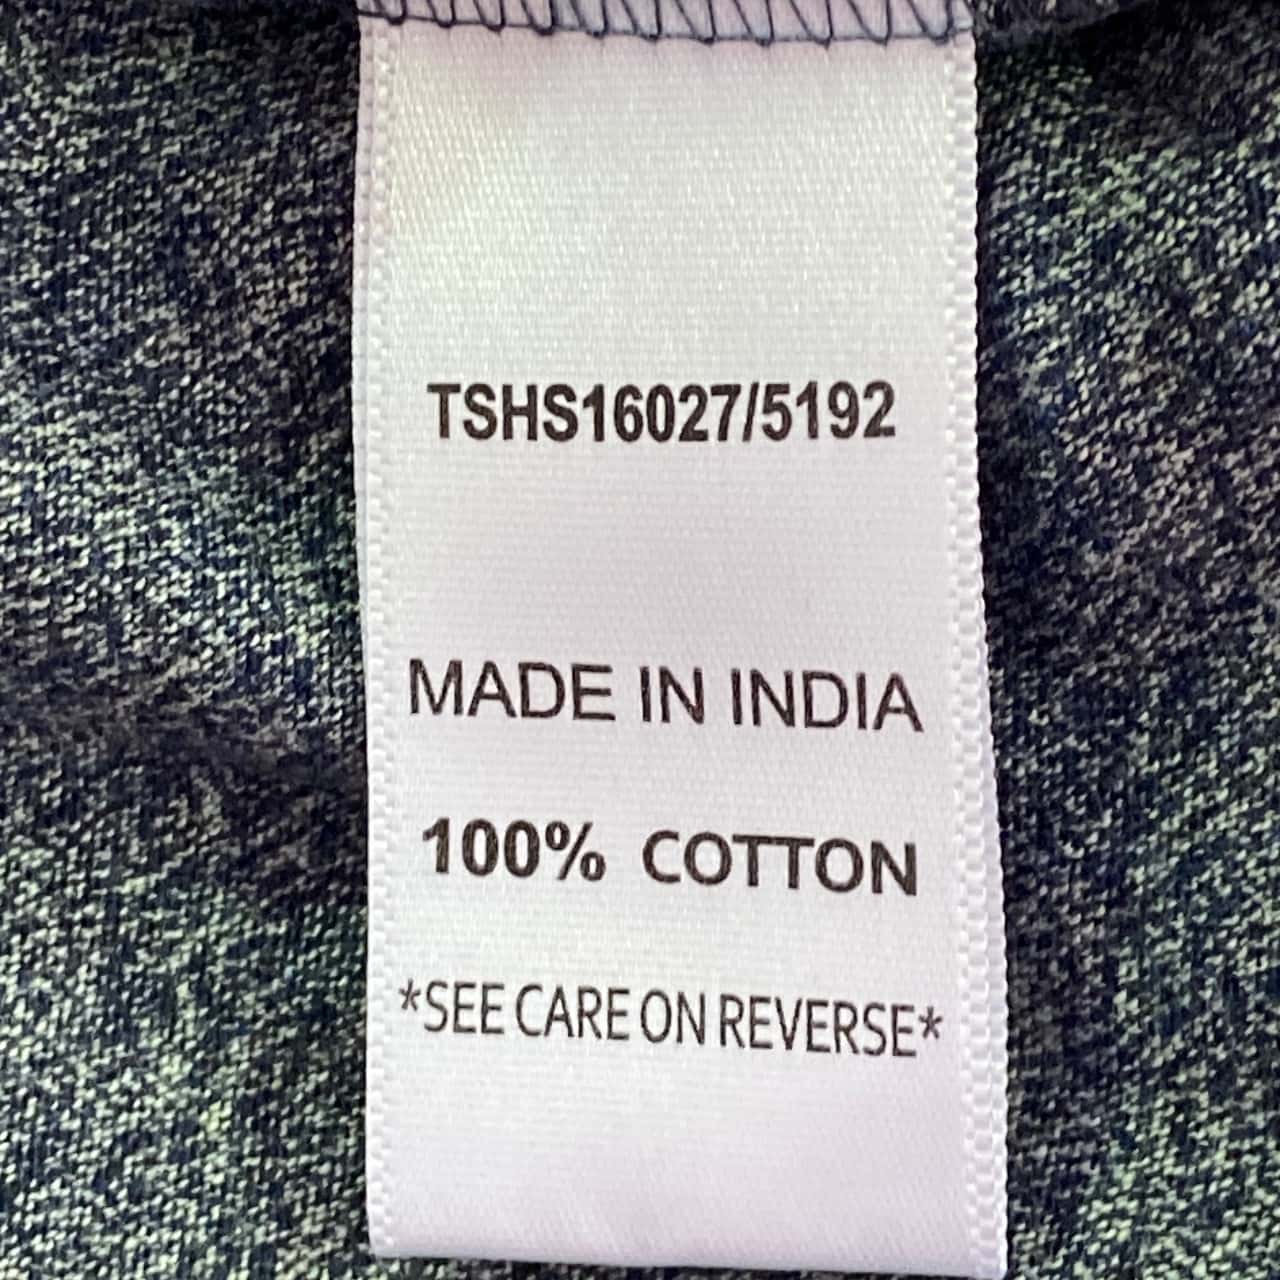 TSHS16027/5192
MADE IN INDIA
100% COTTON
*SEE CARE ON REVERSE*